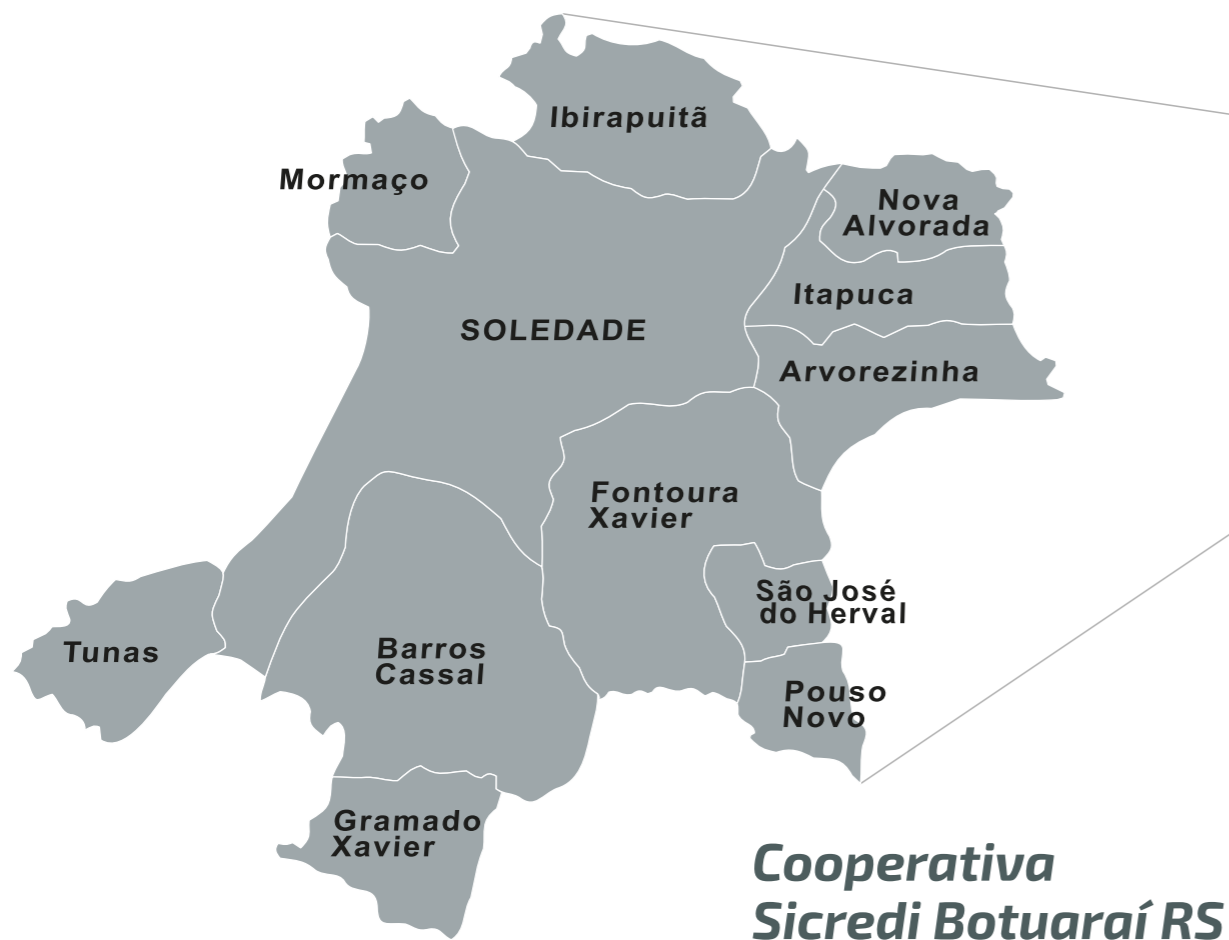 Ibirapuitã
Mormaço
Nova
Alvorada
Itapuca
SOLEDADE
Arvorezinha
Fontoura
Xavier
São José
do Herval
Tunas
Barros
Cassal
Pouso
Novo
Gramado
Xavier
Cooperativa
Sicredi Botuaraí RS